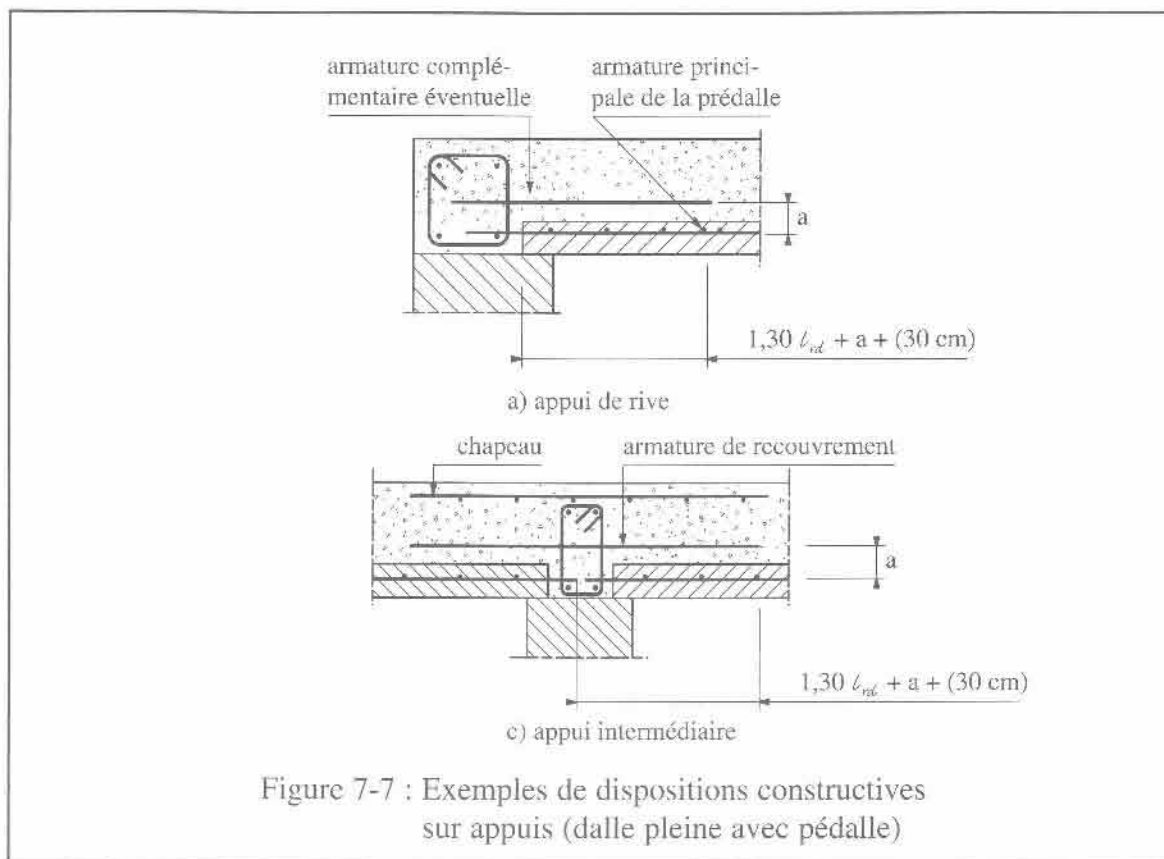 armature complé-
mentaire éventuelle
armature princi-
pale de la prédalle
a
1,30 ℓrd + a + (30 cm)
a) appui de rive
chapeau
armature de recouvrement
a
1,30 ℓrd + a + (30 cm)
c) appui intermédiaire
Figure 7-7 : Exemples de dispositions constructives
sur appuis (dalle pleine avec pédalle)